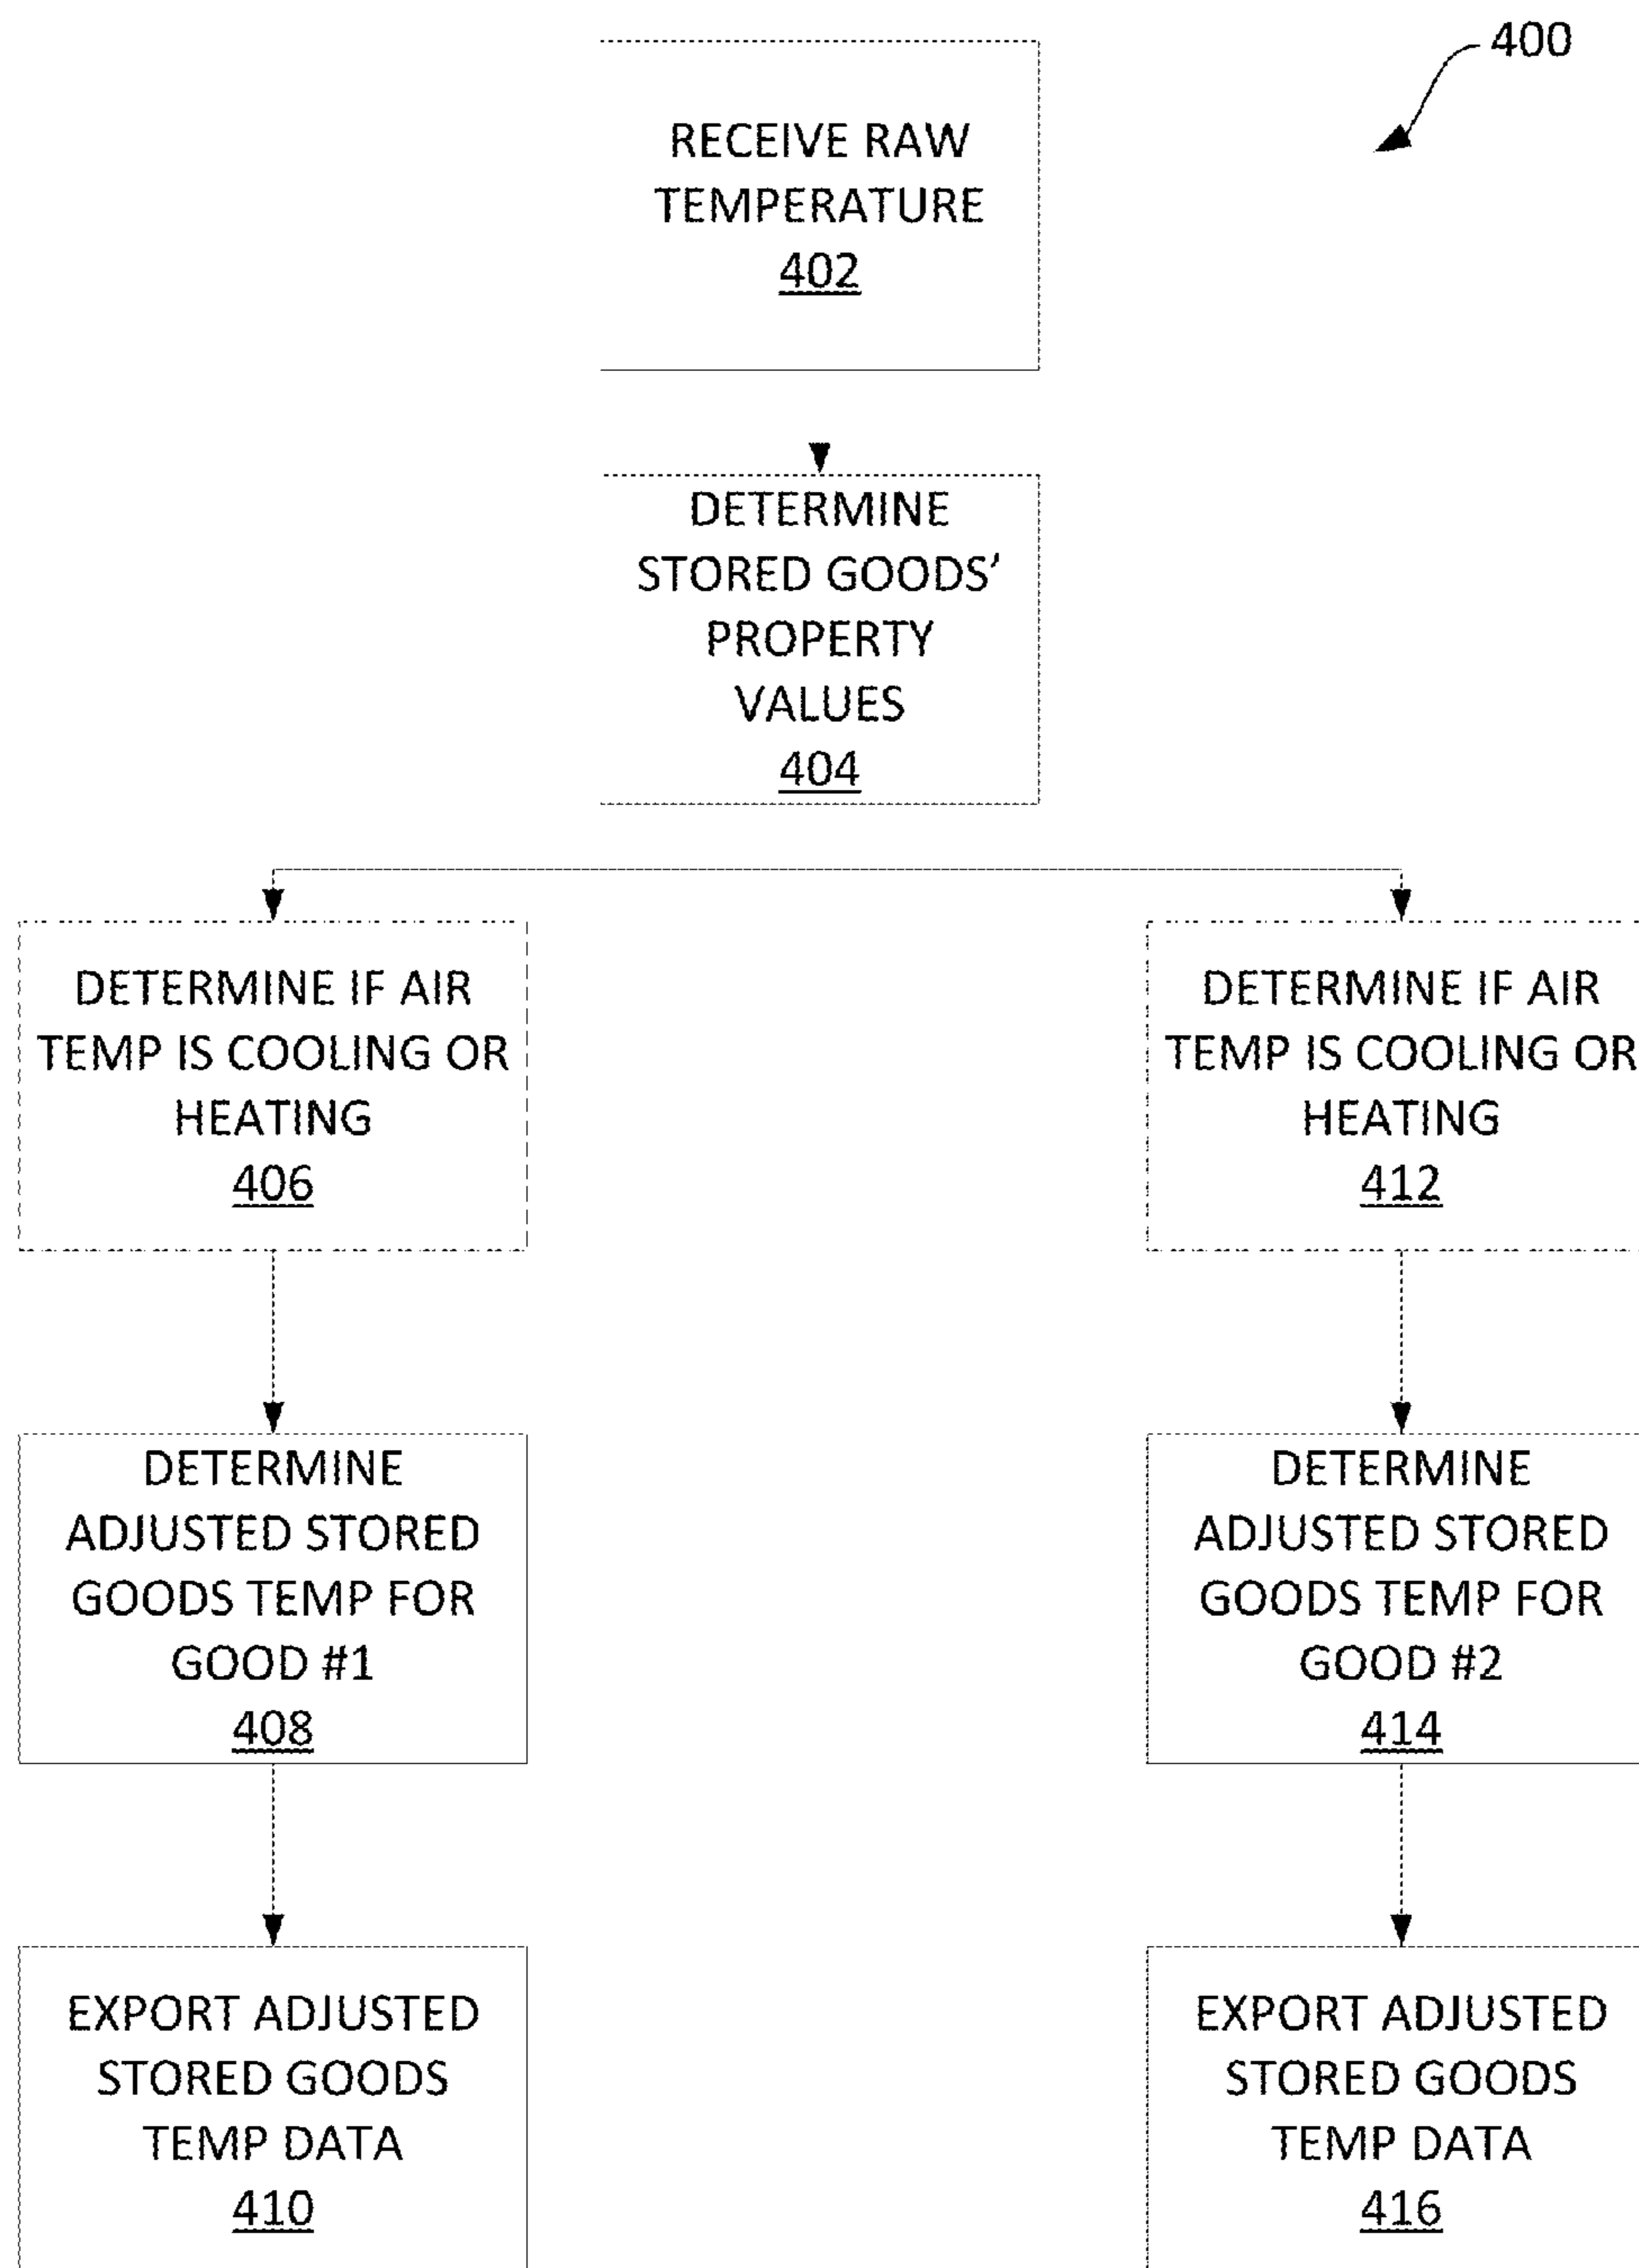 400
RECEIVE RAW
TEMPERATURE
402
DETERMINE
STORED GOODS’
PROPERTY
VALUES
404
DETERMINE IF AIR
TEMP IS COOLING OR
HEATING
406
DETERMINE IF AIR
TEMP IS COOLING OR
HEATING
412
DETERMINE
ADJUSTED STORED
GOODS TEMP FOR
GOOD #1
408
DETERMINE
ADJUSTED STORED
GOODS TEMP FOR
GOOD #2
414
EXPORT ADJUSTED
STORED GOODS
TEMP DATA
410
EXPORT ADJUSTED
STORED GOODS
TEMP DATA
416